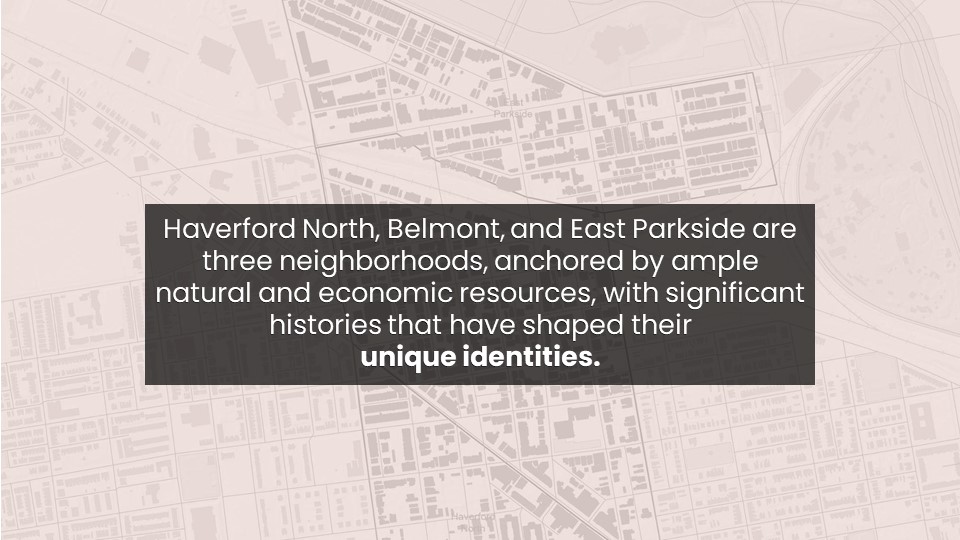 East
Parkside
Haverford North, Belmont, and East Parkside are
three neighborhoods, anchored by ample
natural and economic resources, with significant
histories that have shaped their
unique identities.
Haverford
North